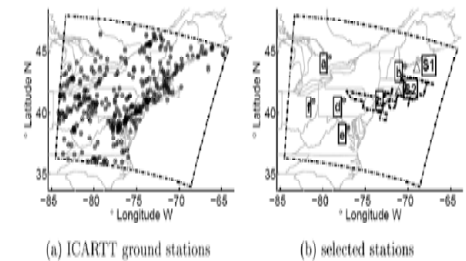 45
40
35
° Latitude N
−85 −80 −75 −70 −65
° Longitude W
(a) ICARTT ground stations
45
40
35
° Latitude N
S1
a
d
e
−85 −80 −75 −70 −65
° Longitude W
(b) selected stations